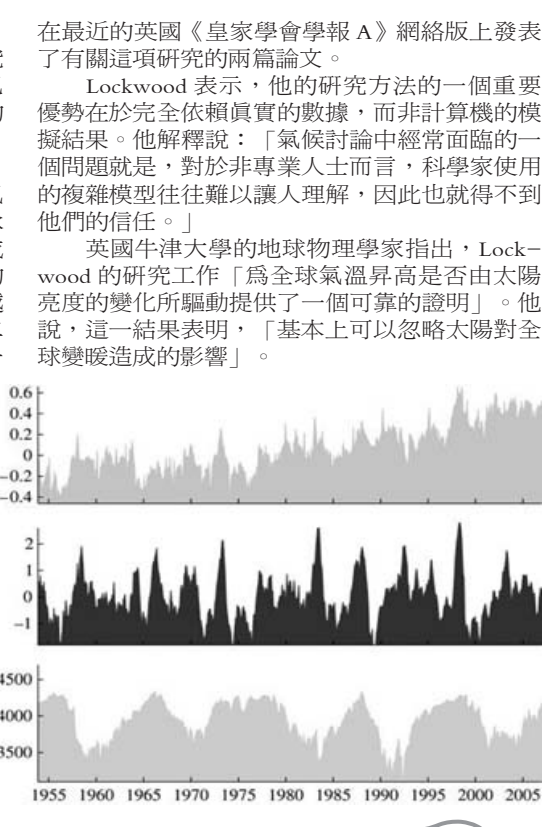 在最近的英國《皇家學會學報 A》網絡版上發表
了有關這項研究的兩篇論文。
Lockwood 表示，他的研究方法的一個重要
優勢在於完全依賴眞實的數據，而非計算機的模
擬結果。他解釋說：「氣候討論中經常面臨的一
個問題就是，對於非專業人士而言，科學家使用
的複雜模型往往難以讓人理解，因此也就得不到
他們的信任。」
英國牛津大學的地球物理學家指出，Lock-
wood 的研究工作「爲全球氣溫昇高是否由太陽
亮度的變化所驅動提供了一個可靠的證明」。他
說，這一結果表明，「基本上可以忽略太陽對全
球變暖造成的影響」。
0.6
0.4
0.2
0
-0.2
-0.4
2
1
0
-1
4500
4000
3500
1955 1960 1965 1970 1975 1980 1985 1990 1995 2000 2005